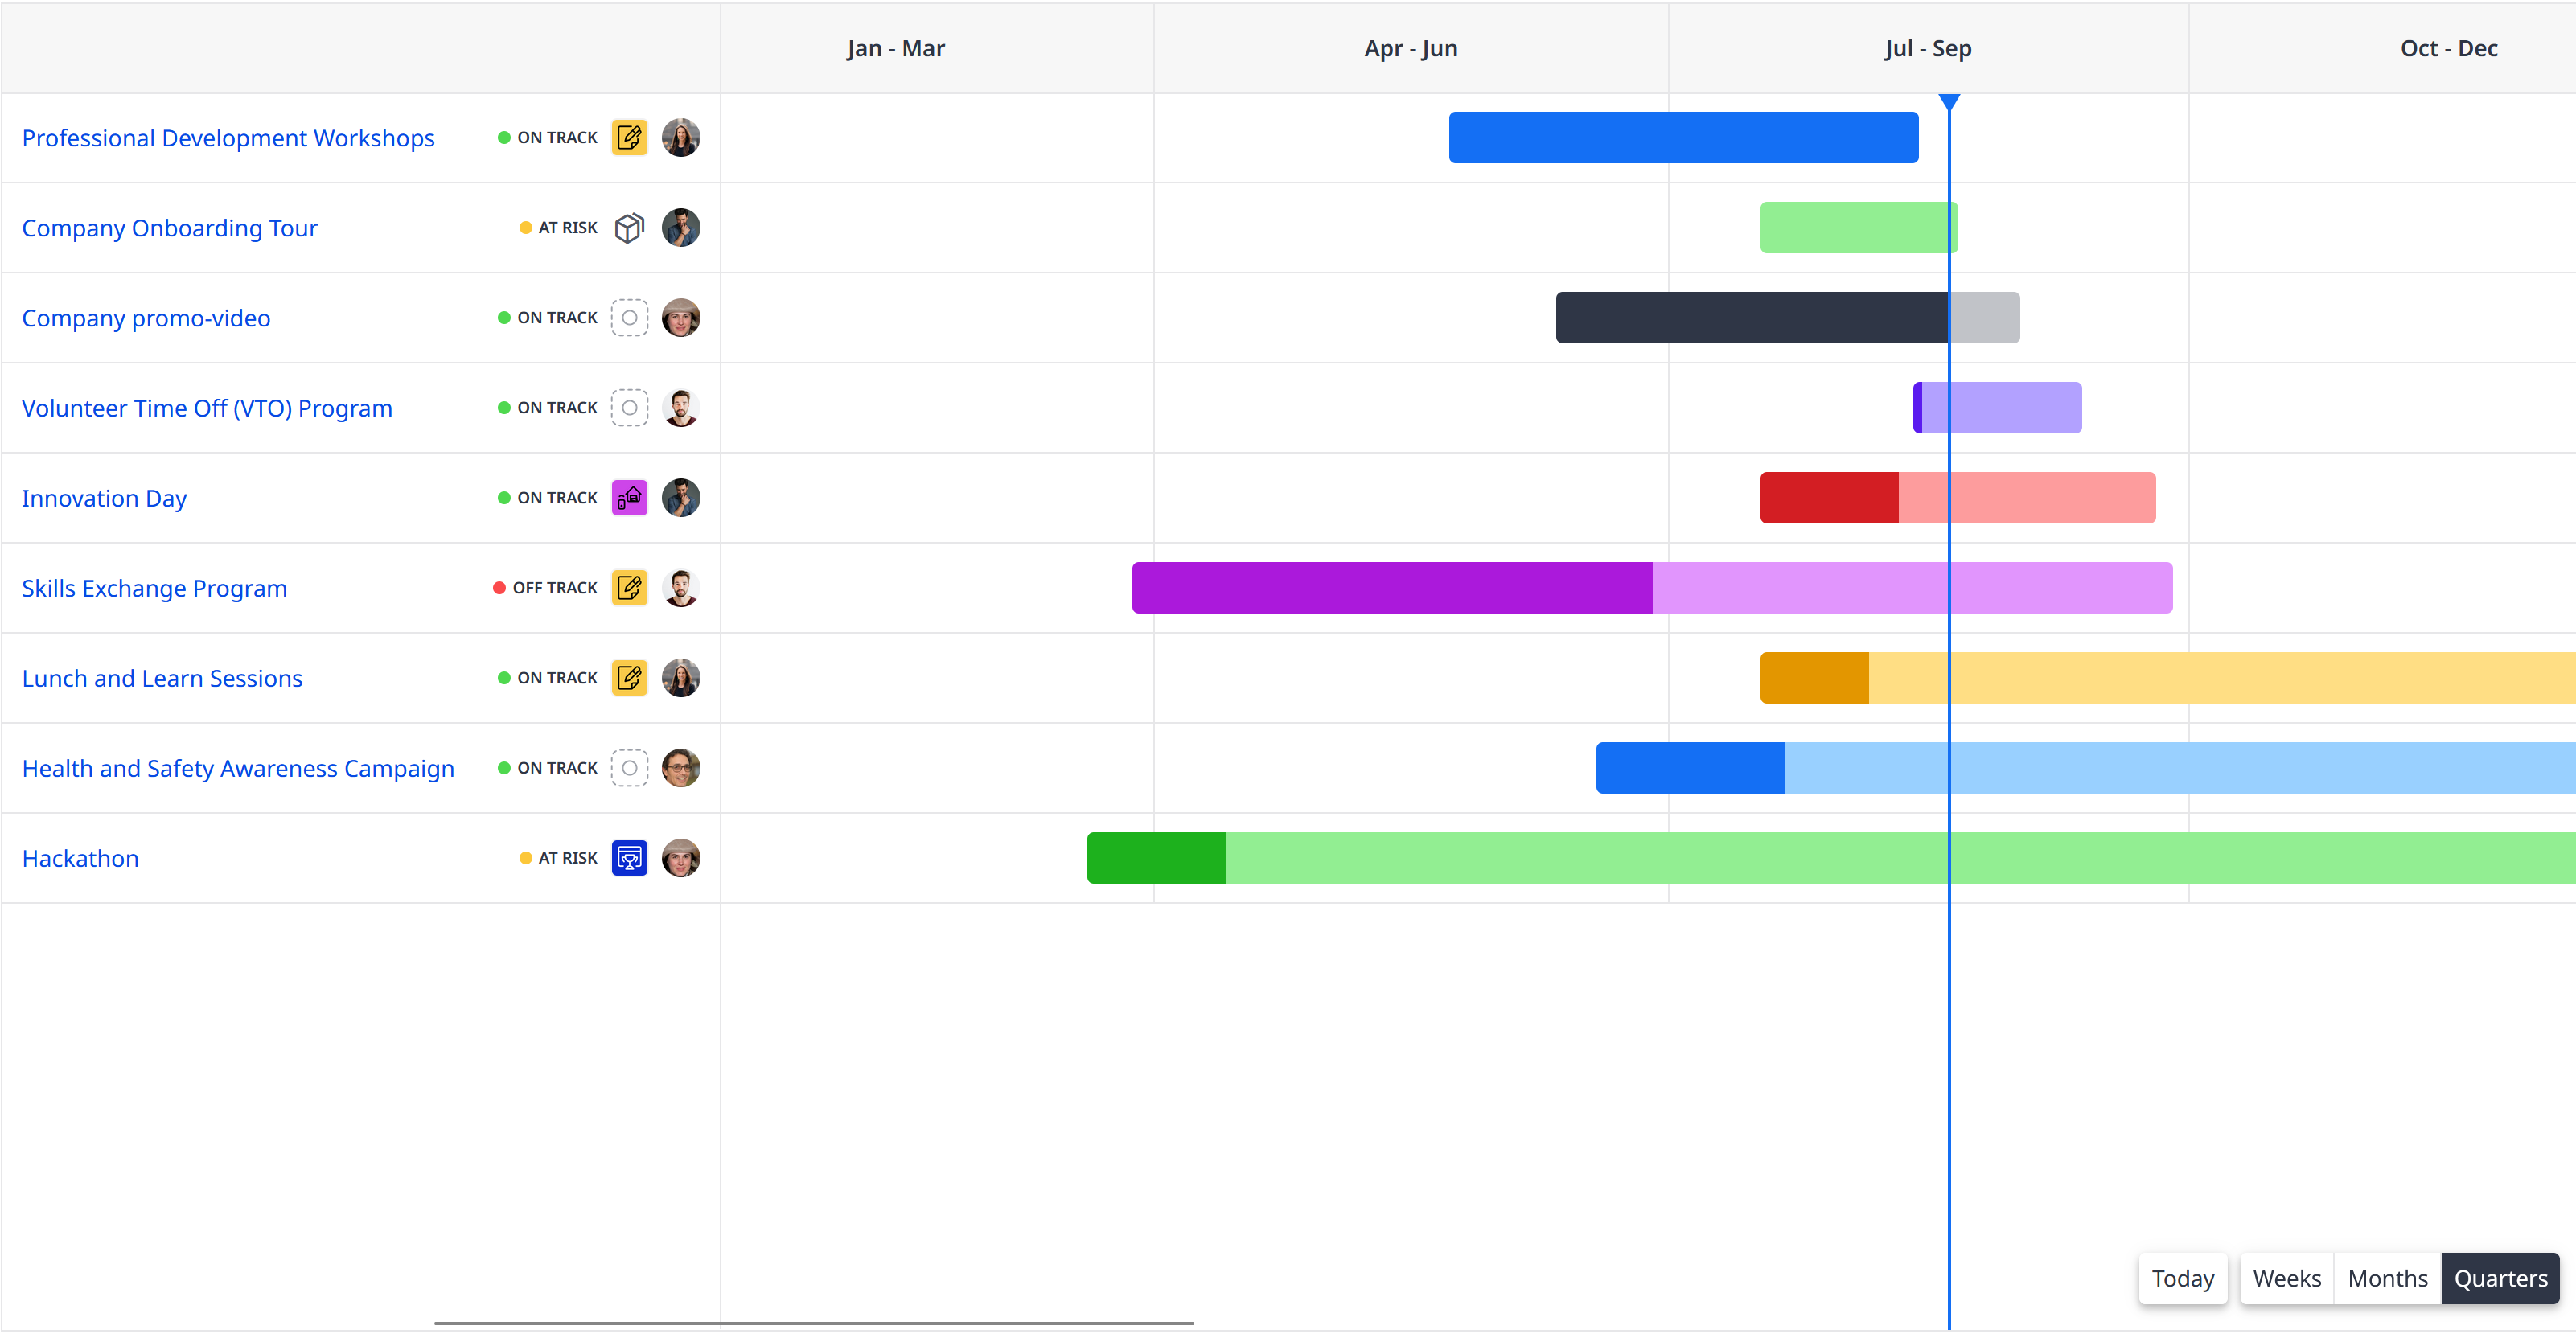 Jan - Mar Apr - Jun Jul - Sep Oct - Dec
Professional Development Workshops ON TRACK
Company Onboarding Tour AT RISK
Company promo-video ON TRACK
Volunteer Time Off (VTO) Program ON TRACK
Innovation Day ON TRACK
Skills Exchange Program OFF TRACK
Lunch and Learn Sessions ON TRACK
Health and Safety Awareness Campaign ON TRACK
Hackathon AT RISK
Today Weeks Months Quarters